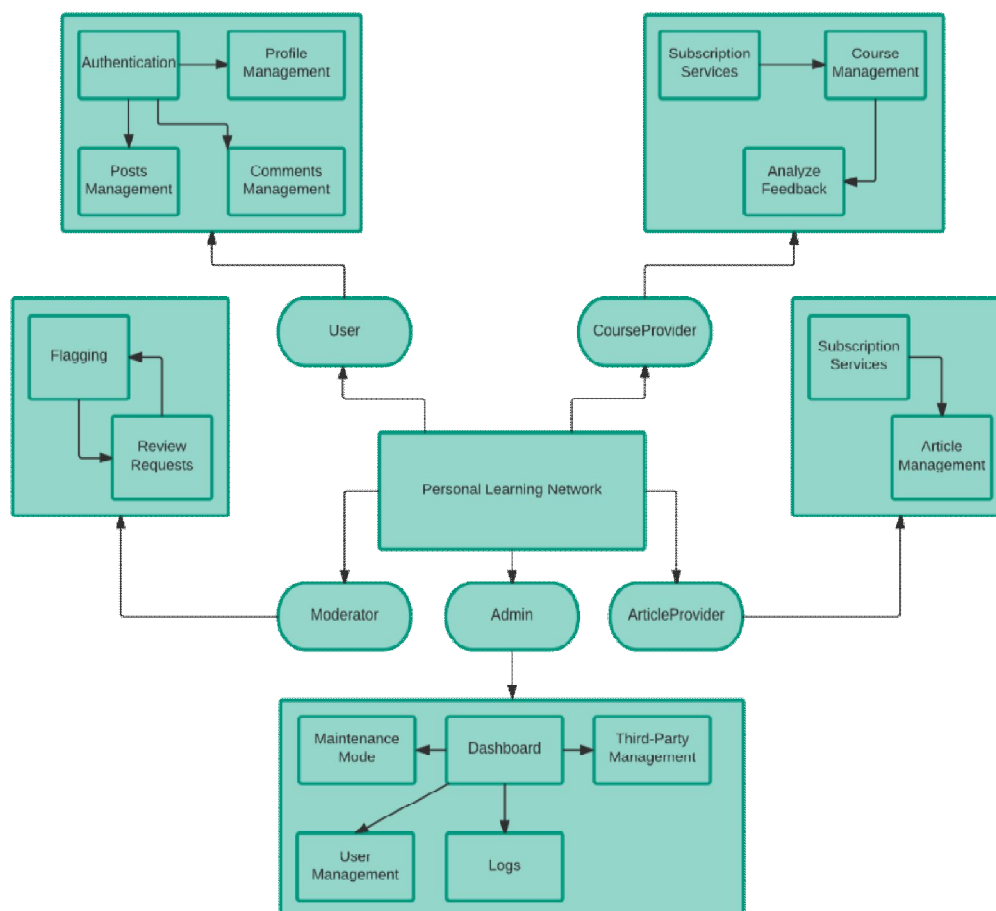 Authentication
Profile
Management
Posts
Management
Comments
Management
Subscription
Services
Course
Management
Analyze
Feedback
User
CourseProvider
Flagging
Review
Requests
Subscription
Services
Article
Management
Personal Learning Network
Moderator
Admin
ArticleProvider
Maintenance
Mode
Dashboard
Third-Party
Management
User
Management
Logs